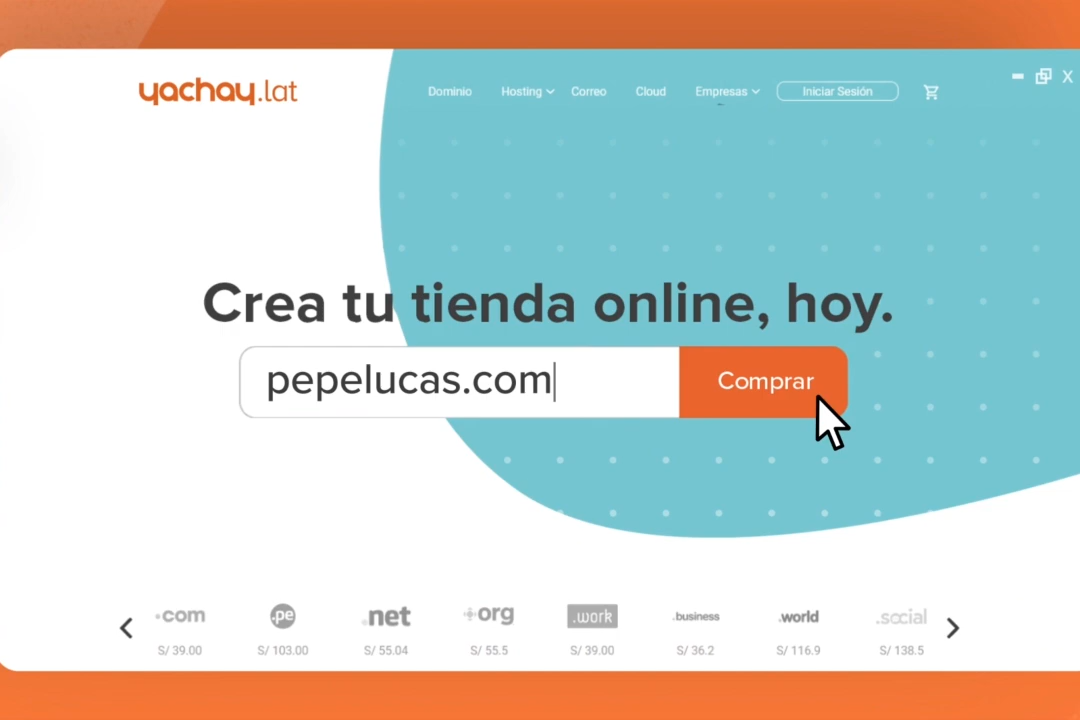 yachay.lat
Dominio Hosting Correo Cloud Empresas Iniciar Sesión
X
Crea tu tienda online, hoy.
pepelucas.com
Comprar
.com .pe .net .org .work .business .world .social
S/ 39.00 S/ 103.00 S/ 55.04 S/ 55.5 S/ 39.00 S/ 36.2 S/ 116.9 S/ 138.5